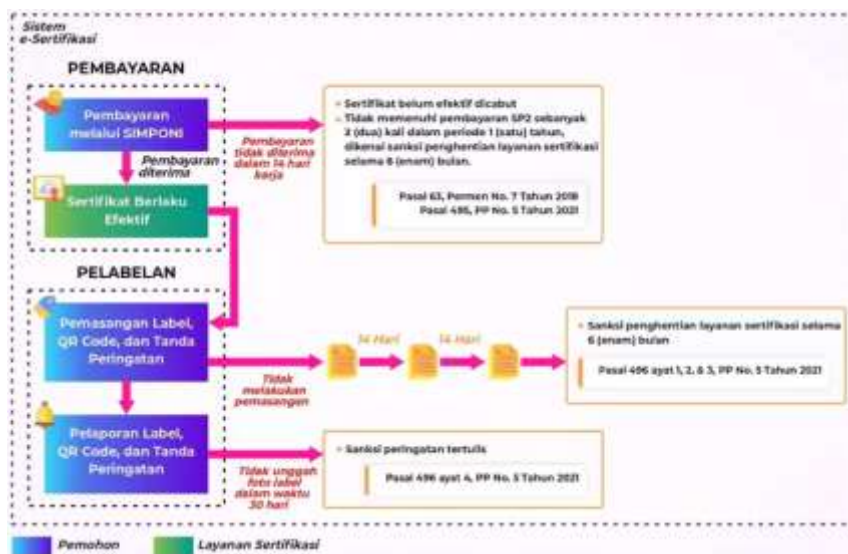 Sistem
e-Sertifikasi
PEMBAYARAN
Pembayaran
melalui SIMPONI
Pembayaran
diterima
Pembayaran
tidak diterima
dalam 14 hari
kerja
Sertifikat Berlaku
Efektif
Sertifikat belum efektif dicabut
Tidak memenuhi pembayaran SP2 sebanyak
2 (dua) kali dalam periode 1 (satu) tahun,
dikenai sanksi penghentian layanan sertifikasi
selama 6 (enam) bulan.
Pasal 63, Permen No. 7 Tahun 2018
Pasal 495, PP No. 5 Tahun 2021
PELABELAN
Pemasangan Label,
QR Code, dan Tanda
Peringatan
Tidak
melakukan
pemasangan
14 Hari
14 Hari
Sanksi penghentian layanan sertifikasi selama
6 (enam) bulan
Pasal 496 ayat 1, 2, & 3, PP No. 5 Tahun 2021
Pelaporan Label,
QR Code, dan Tanda
Peringatan
Tidak unggah
foto label
dalam waktu
30 hari
Sanksi peringatan tertulis
Pasal 496 ayat 4, PP No. 5 Tahun 2021
Pemohon
Layanan Sertifikasi